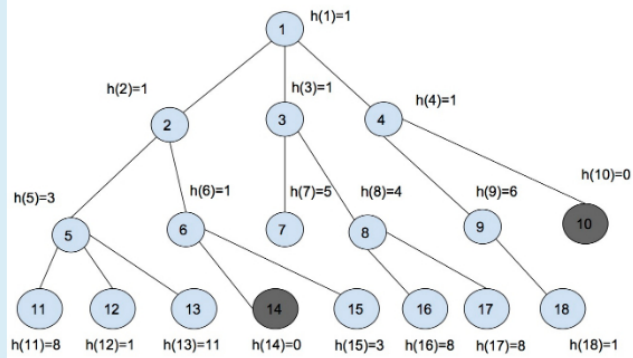 h(1)=1
1
h(2)=1
h(3)=1
h(4)=1
2
3
4
h(5)=3
h(6)=1
h(7)=5
h(8)=4
h(9)=6
h(10)=0
5
6
7
8
9
10
11
12
13
14
15
16
17
18
h(11)=8
h(12)=1
h(13)=11
h(14)=0
h(15)=3
h(16)=8
h(17)=8
h(18)=1